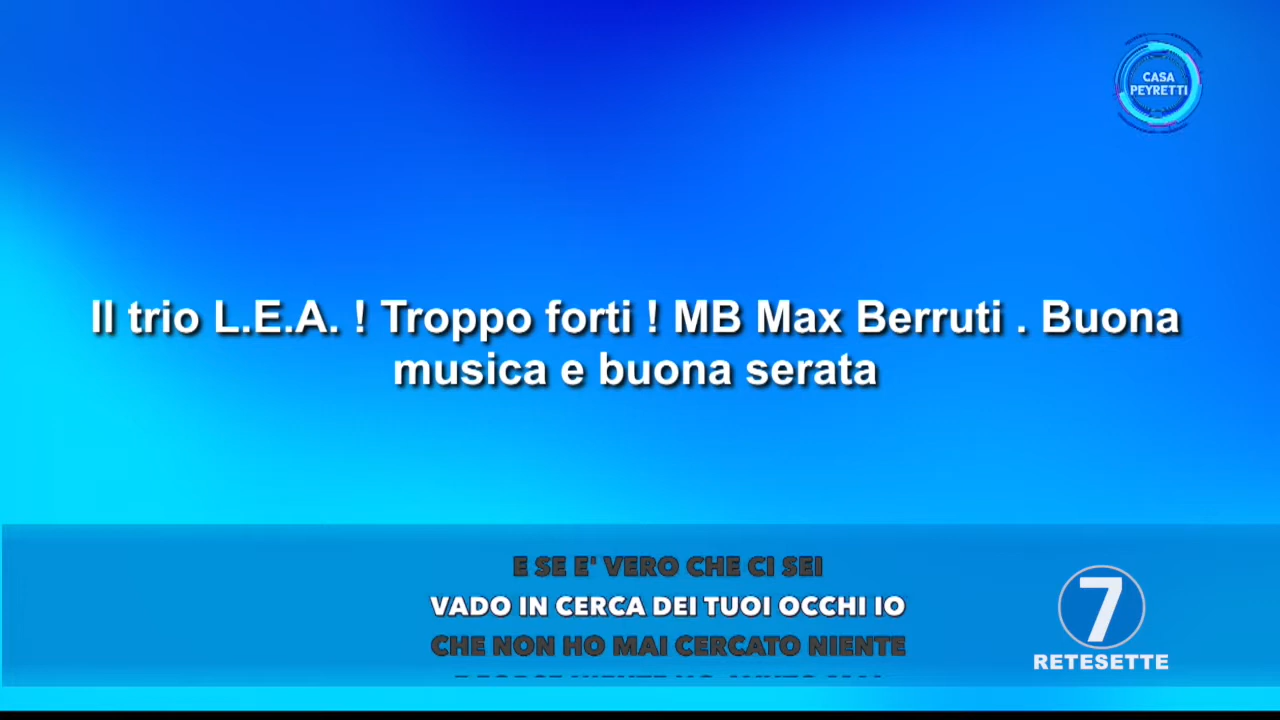 CASA
PEYRETTI
Il trio L.E.A. ! Troppo forti ! MB Max Berruti . Buona
musica e buona serata
E SE E' VERO CHE CI SEI
VADO IN CERCA DEI TUOI OCCHI IO
CHE NON HO MAI CERCATO NIENTE
7
RETESETTE